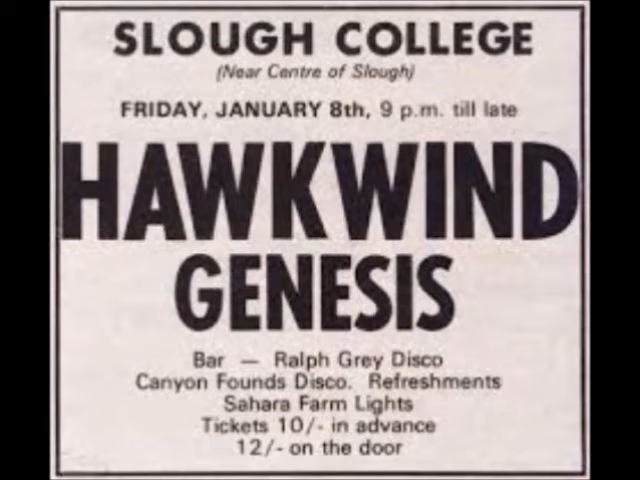 SLOUGH COLLEGE
(Near Centre of Slough)
FRIDAY, JANUARY 8th, 9 p.m. till late
HAWKWIND
GENESIS
Bar — Ralph Grey Disco
Canyon Founds Disco. Refreshments
Sahara Farm Lights
Tickets 10/- in advance
12/- on the door